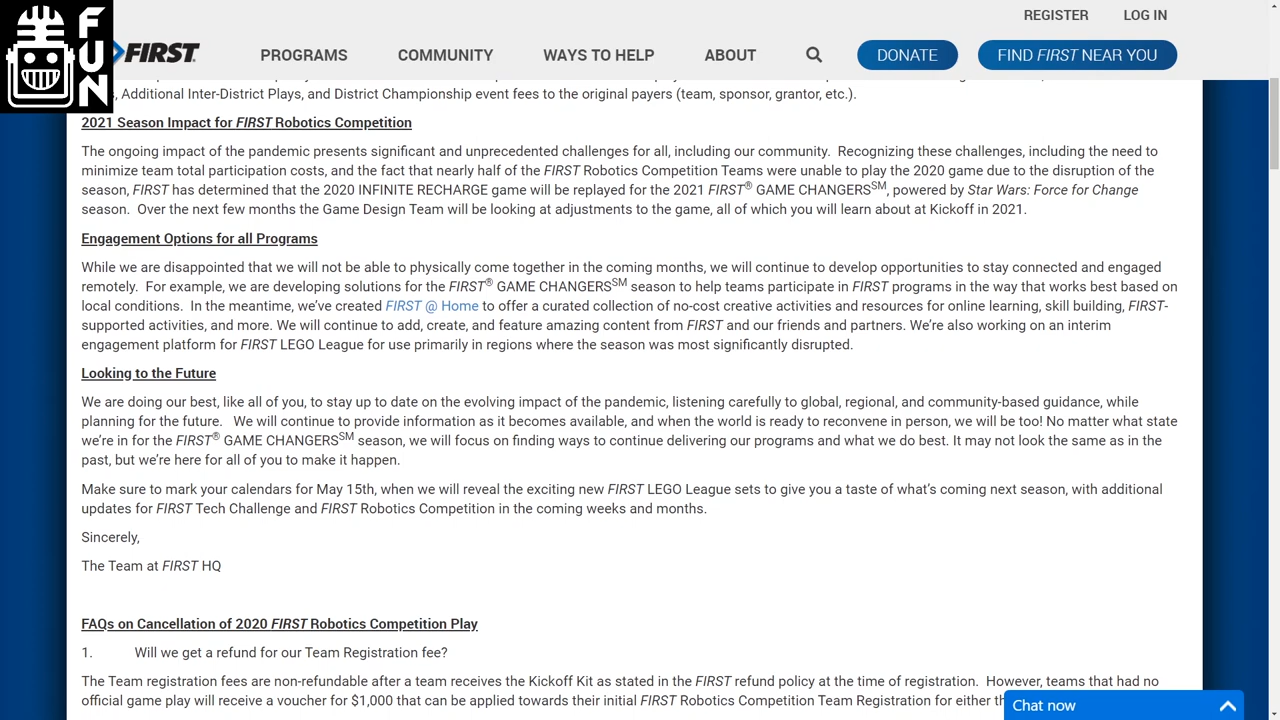 REGISTER LOG IN
FUN
FIRST PROGRAMS COMMUNITY WAYS TO HELP ABOUT DONATE FIND FIRST NEAR YOU
Additional Inter-District Plays, and District Championship event fees to the original payers (team, sponsor, grantor, etc.).
2021 Season Impact for FIRST Robotics Competition
The ongoing impact of the pandemic presents significant and unprecedented challenges for all, including our community. Recognizing these challenges, including the need to
minimize team total participation costs, and the fact that nearly half of the FIRST Robotics Competition Teams were unable to play the 2020 game due to the disruption of the
season, FIRST has determined that the 2020 INFINITE RECHARGE game will be replayed for the 2021 FIRST® GAME CHANGERSSM, powered by Star Wars: Force for Change
season. Over the next few months the Game Design Team will be looking at adjustments to the game, all of which you will learn about at Kickoff in 2021.
Engagement Options for all Programs
While we are disappointed that we will not be able to physically come together in the coming months, we will continue to develop opportunities to stay connected and engaged
remotely. For example, we are developing solutions for the FIRST® GAME CHANGERSSM season to help teams participate in FIRST programs in the way that works best based on
local conditions. In the meantime, we've created FIRST @ Home to offer a curated collection of no-cost creative activities and resources for online learning, skill building, FIRST-
supported activities, and more. We will continue to add, create, and feature amazing content from FIRST and our friends and partners. We're also working on an interim
engagement platform for FIRST LEGO League for use primarily in regions where the season was most significantly disrupted.
Looking to the Future
We are doing our best, like all of you, to stay up to date on the evolving impact of the pandemic, listening carefully to global, regional, and community-based guidance, while
planning for the future. We will continue to provide information as it becomes available, and when the world is ready to reconvene in person, we will be too! No matter what state
we're in for the FIRST® GAME CHANGERSSM season, we will focus on finding ways to continue delivering our programs and what we do best. It may not look the same as in the
past, but we're here for all of you to make it happen.
Make sure to mark your calendars for May 15th, when we will reveal the exciting new FIRST LEGO League sets to give you a taste of what's coming next season, with additional
updates for FIRST Tech Challenge and FIRST Robotics Competition in the coming weeks and months.
Sincerely,
The Team at FIRST HQ
FAQs on Cancellation of 2020 FIRST Robotics Competition Play
1. Will we get a refund for our Team Registration fee?
The Team registration fees are non-refundable after a team receives the Kickoff Kit as stated in the FIRST refund policy at the time of registration. However, teams that had no
official game play will receive a voucher for $1,000 that can be applied towards their initial FIRST Robotics Competition Team Registration for either
Chat now